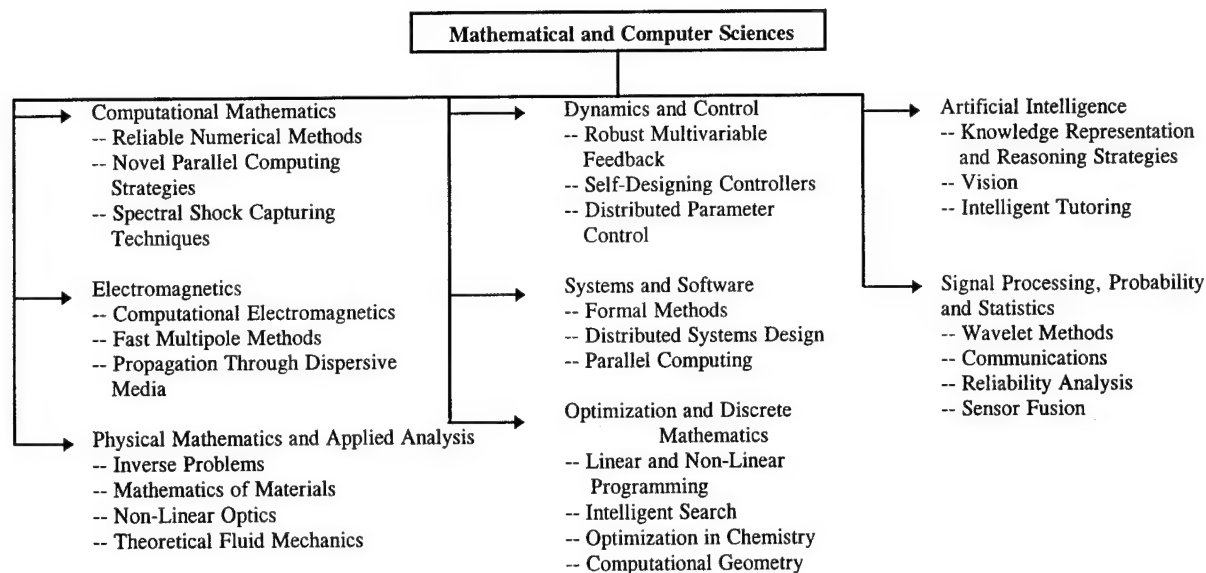 Mathematical and Computer Sciences
Computational Mathematics
-- Reliable Numerical Methods
-- Novel Parallel Computing
Strategies
-- Spectral Shock Capturing
Techniques
Electromagnetics
-- Computational Electromagnetics
-- Fast Multipole Methods
-- Propagation Through Dispersive
Media
Physical Mathematics and Applied Analysis
-- Inverse Problems
-- Mathematics of Materials
-- Non-Linear Optics
-- Theoretical Fluid Mechanics
Dynamics and Control
-- Robust Multivariable
Feedback
-- Self-Designing Controllers
-- Distributed Parameter
Control
Systems and Software
-- Formal Methods
-- Distributed Systems Design
-- Parallel Computing
Optimization and Discrete
Mathematics
-- Linear and Non-Linear
Programming
-- Intelligent Search
-- Optimization in Chemistry
-- Computational Geometry
Artificial Intelligence
-- Knowledge Representation
and Reasoning Strategies
-- Vision
-- Intelligent Tutoring
Signal Processing, Probability
and Statistics
-- Wavelet Methods
-- Communications
-- Reliability Analysis
-- Sensor Fusion